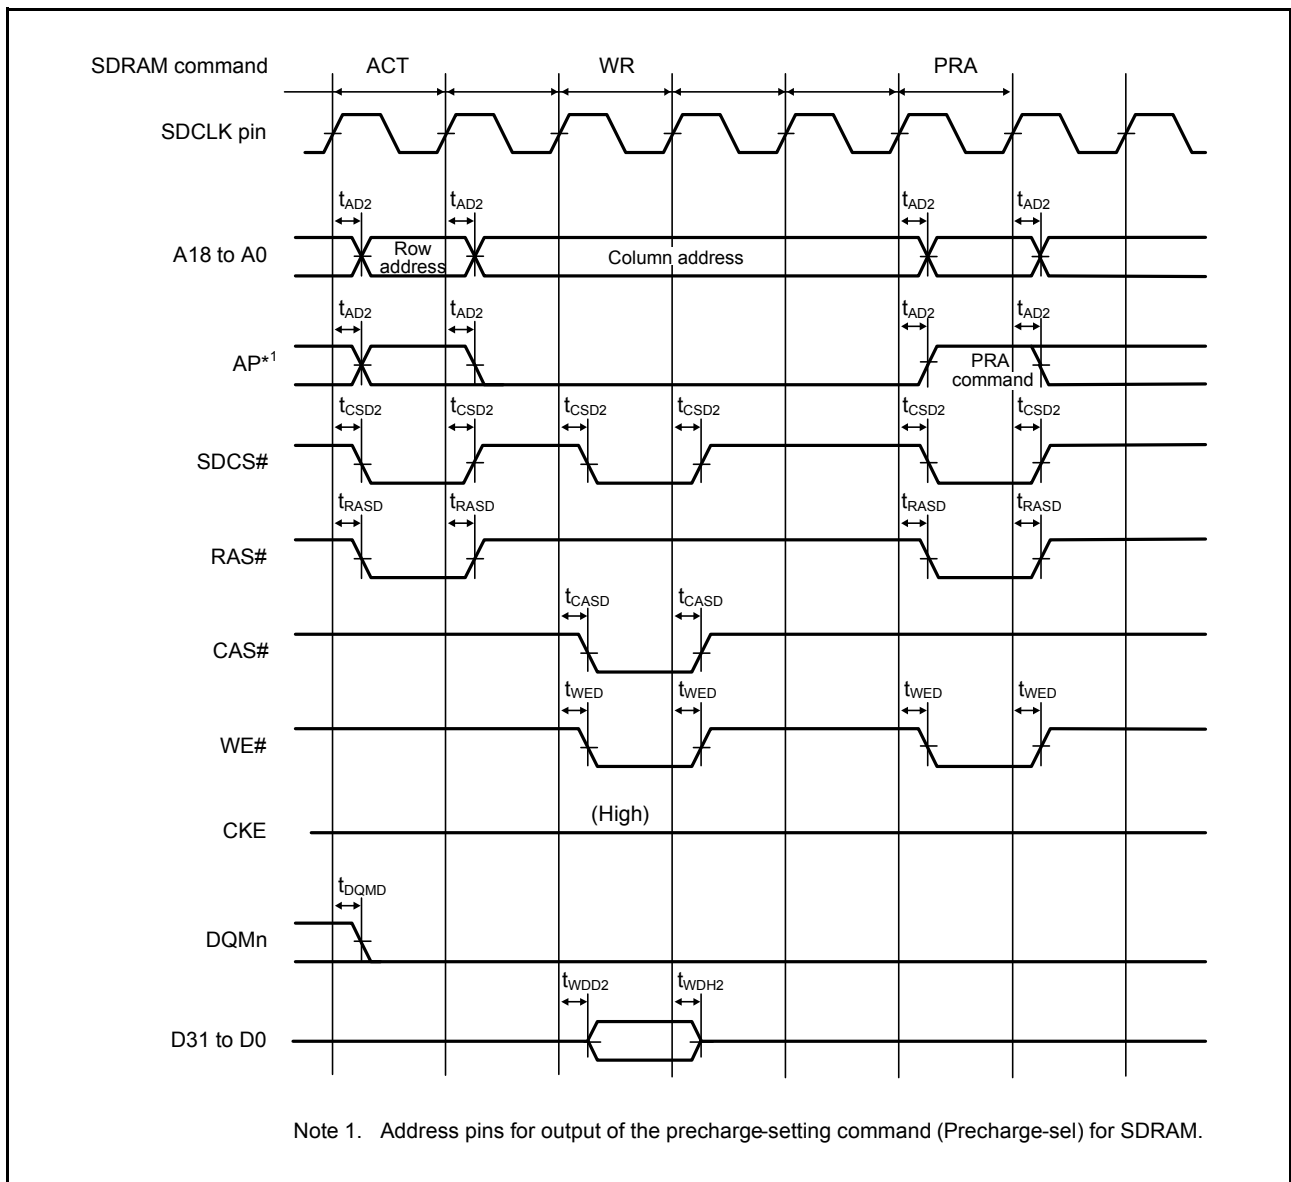 SDRAM command ACT WR PRA
SDCLK pin
tAD2 tAD2 tAD2 tAD2
A18 to A0 Row address Column address
tAD2 tAD2 tAD2 tAD2
AP*1 PRA command
tCSD2 tCSD2 tCSD2 tCSD2 tCSD2 tCSD2
SDCS#
tRASD tRASD tRASD tRASD
RAS#
tCASD tCASD
CAS#
tWED tWED tWED tWED
WE#
(High)
CKE
tDQMD
DQMn
tWDD2 tWDH2
D31 to D0
Note 1. Address pins for output of the precharge-setting command (Precharge-sel) for SDRAM.